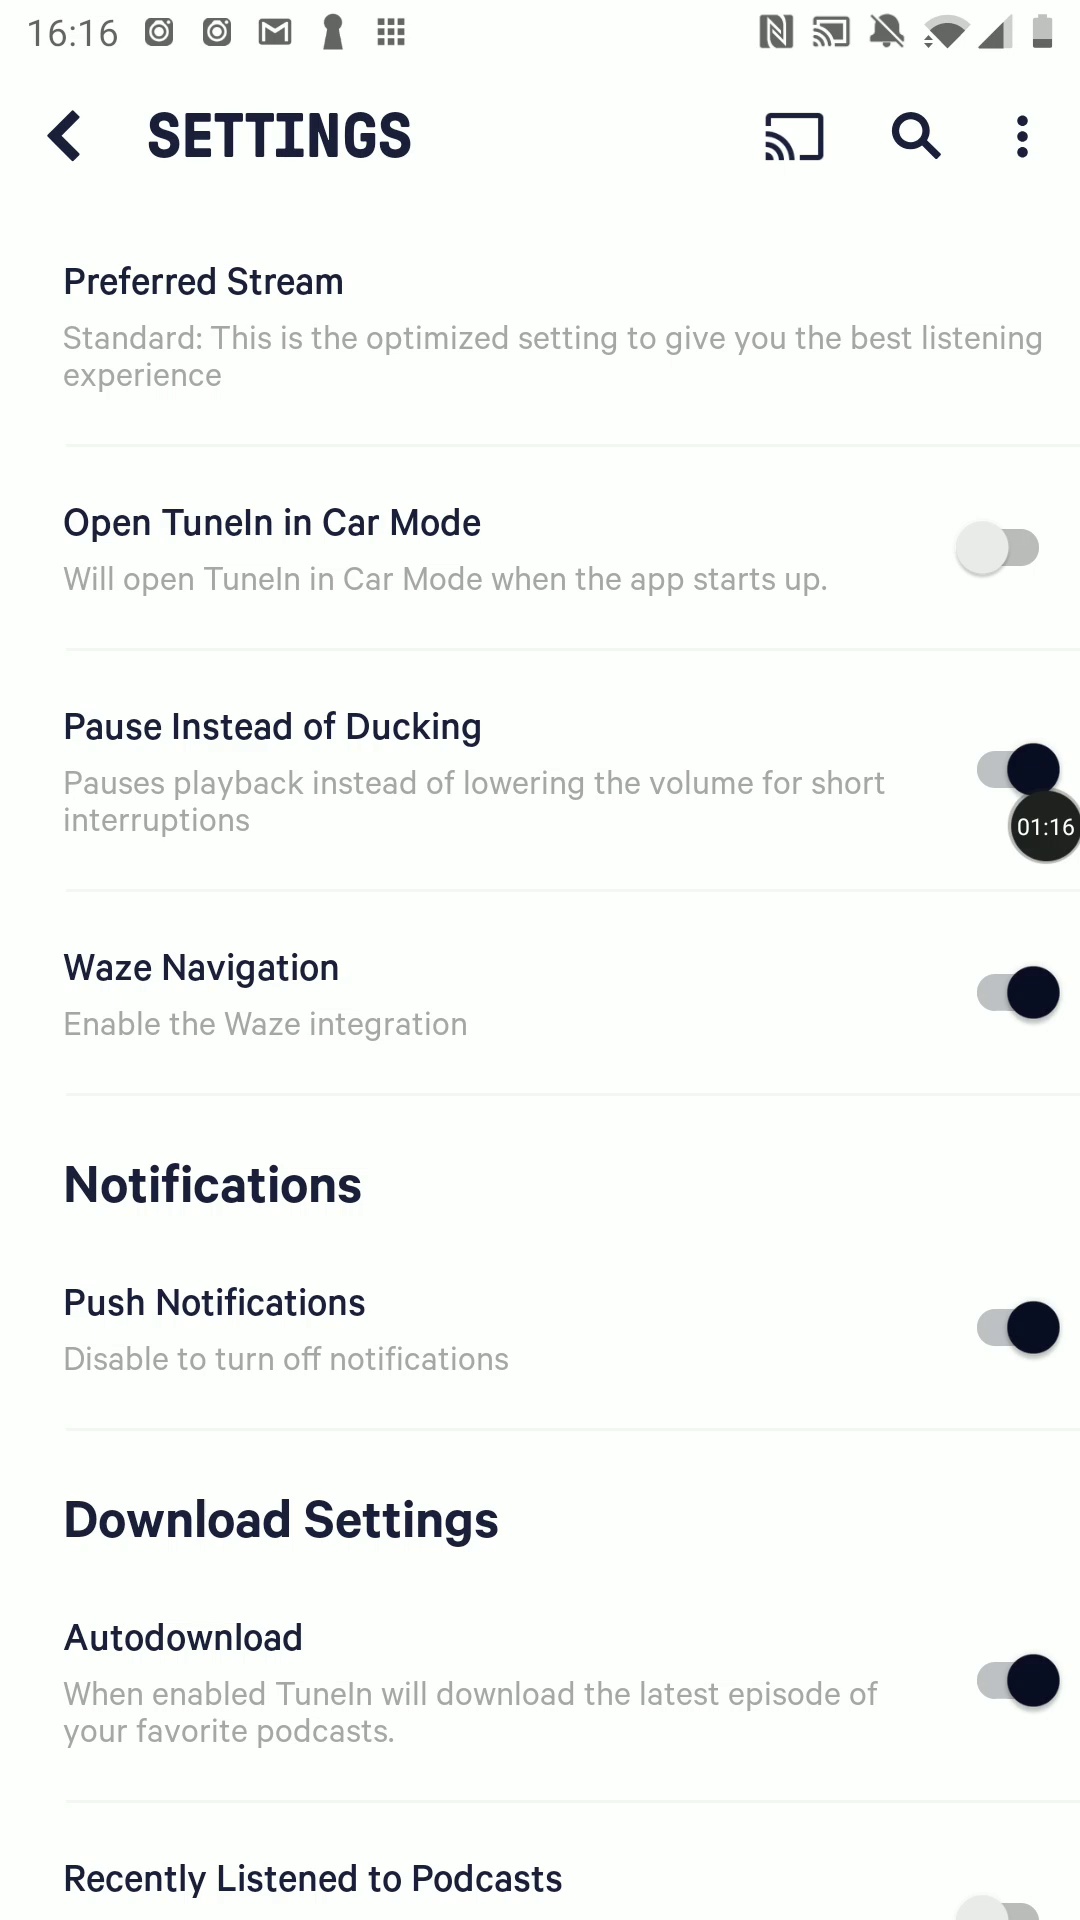 16:16
SETTINGS
Preferred Stream
Standard: This is the optimized setting to give you the best listening
experience
Open TuneIn in Car Mode
Will open TuneIn in Car Mode when the app starts up.
Pause Instead of Ducking
Pauses playback instead of lowering the volume for short
interruptions
01:16
Waze Navigation
Enable the Waze integration
Notifications
Push Notifications
Disable to turn off notifications
Download Settings
Autodownload
When enabled TuneIn will download the latest episode of
your favorite podcasts.
Recently Listened to Podcasts